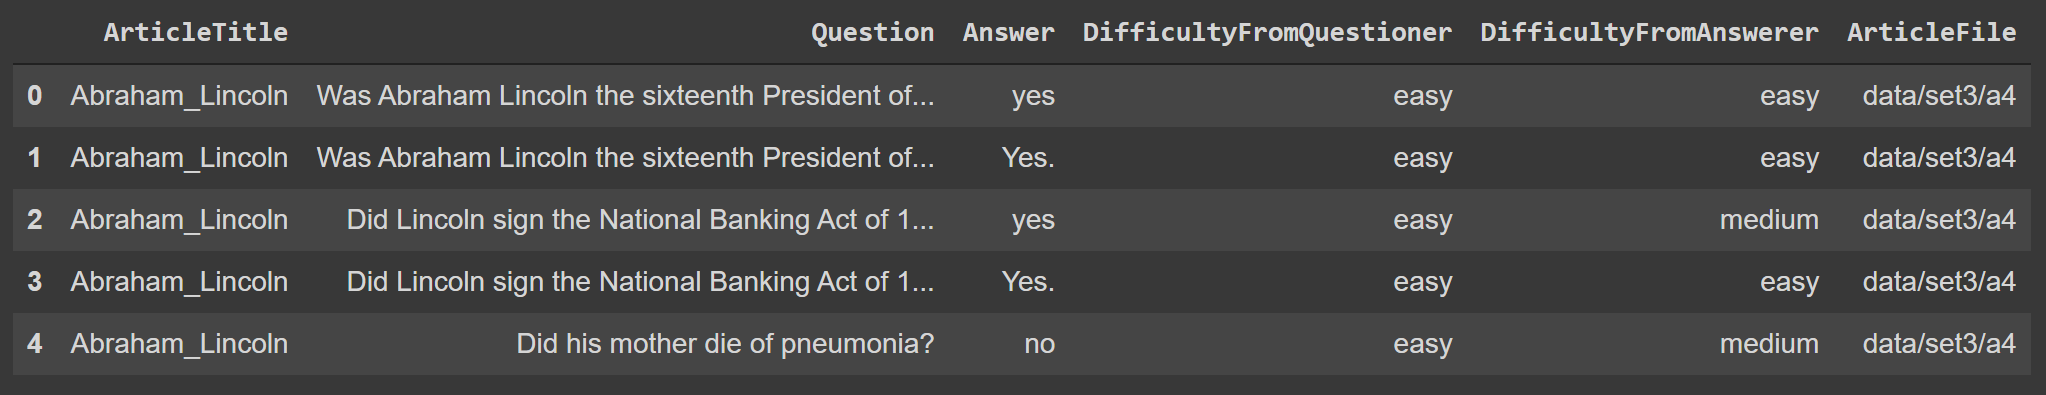 ArticleTitle Question Answer DifficultyFromQuestioner DifficultyFromAnswerer ArticleFile
0 Abraham_Lincoln Was Abraham Lincoln the sixteenth President of... yes easy easy data/set3/a4
1 Abraham_Lincoln Was Abraham Lincoln the sixteenth President of... Yes. easy easy data/set3/a4
2 Abraham_Lincoln Did Lincoln sign the National Banking Act of 1... yes easy medium data/set3/a4
3 Abraham_Lincoln Did Lincoln sign the National Banking Act of 1... Yes. easy easy data/set3/a4
4 Abraham_Lincoln Did his mother die of pneumonia? no easy medium data/set3/a4